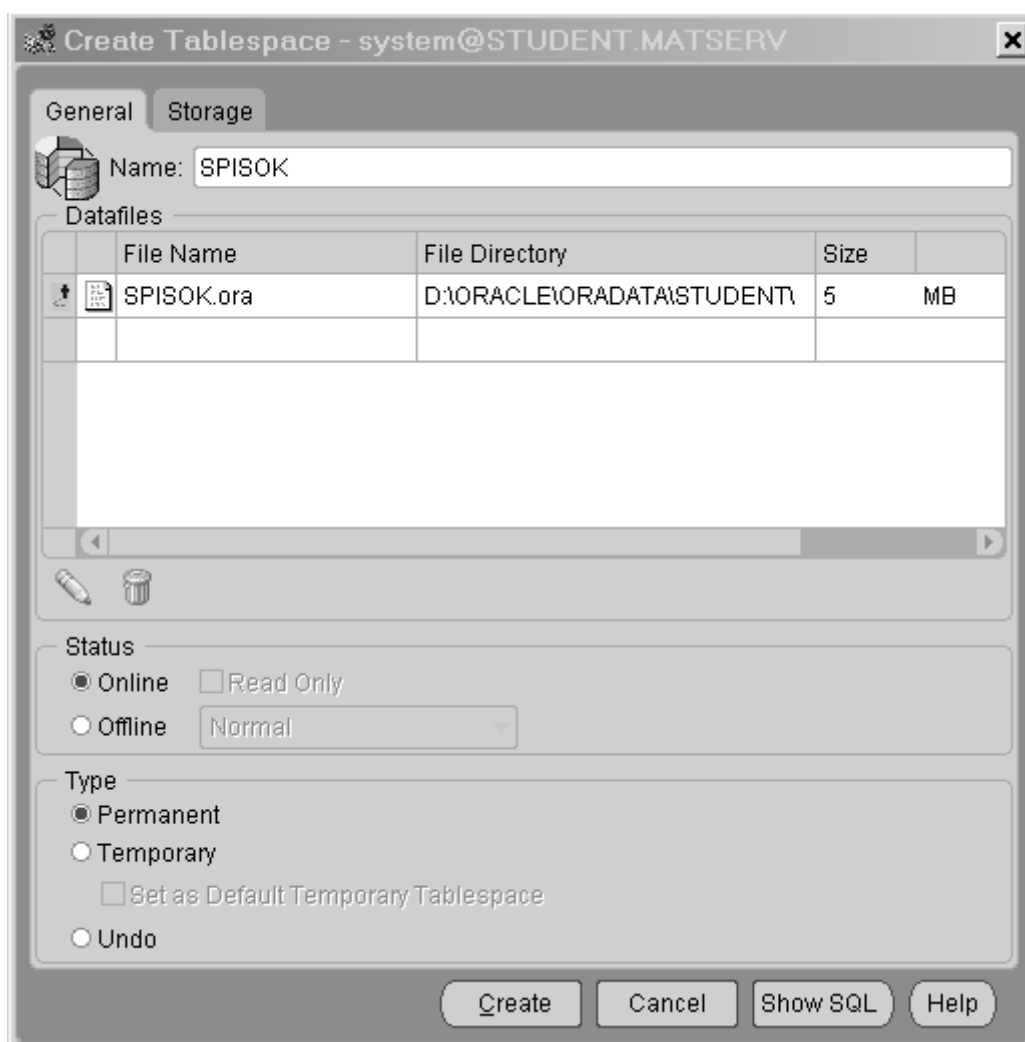 Create Tablespace - system@STUDENT.MATSERV
General Storage
Name: SPISOK
Datafiles
File Name File Directory Size
SPISOK.ora D:\ORACLE\ORADATA\STUDENT\ 5 MB
Status
Online Read Only
Offline Normal
Type
Permanent
Temporary
Set as Default Temporary Tablespace
Undo
Create Cancel Show SQL Help